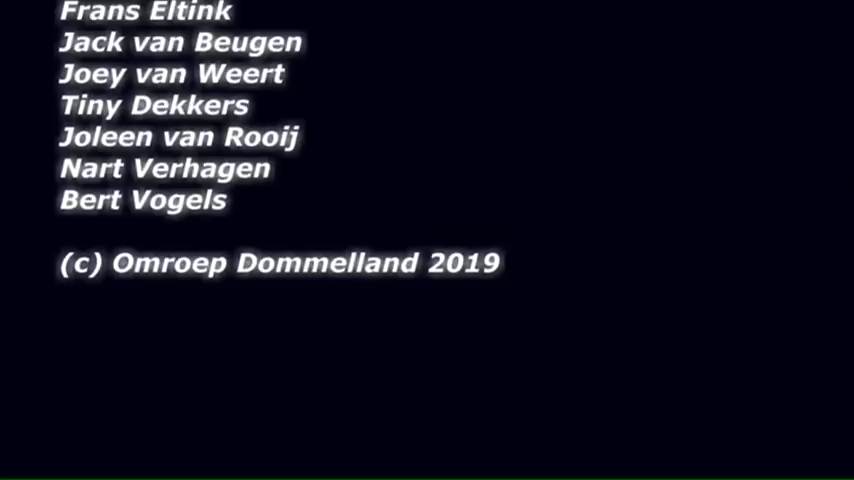 Frans Eltink
Jack van Beugen
Joey van Weert
Tiny Dekkers
Joleen van Rooij
Nart Verhagen
Bert Vogels
(c) Omroep Dommelland 2019